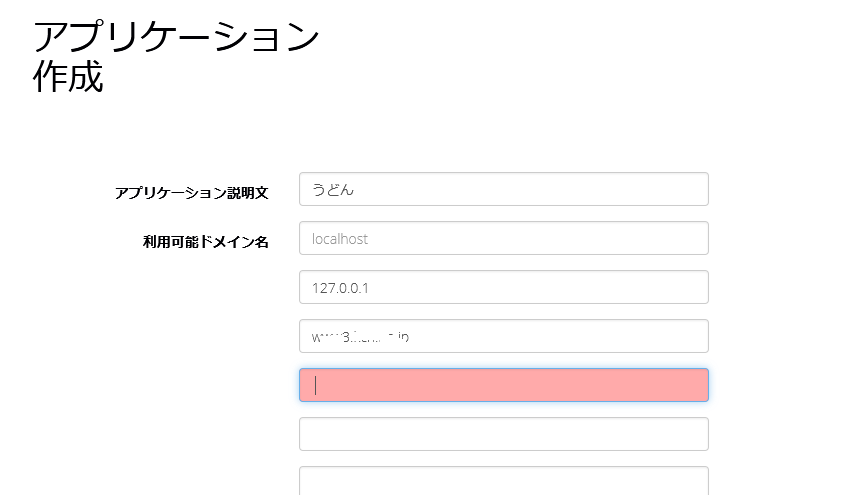 アプリケーション
作成
アプリケーション説明文
うどん
利用可能ドメイン名
localhost
127.0.0.1